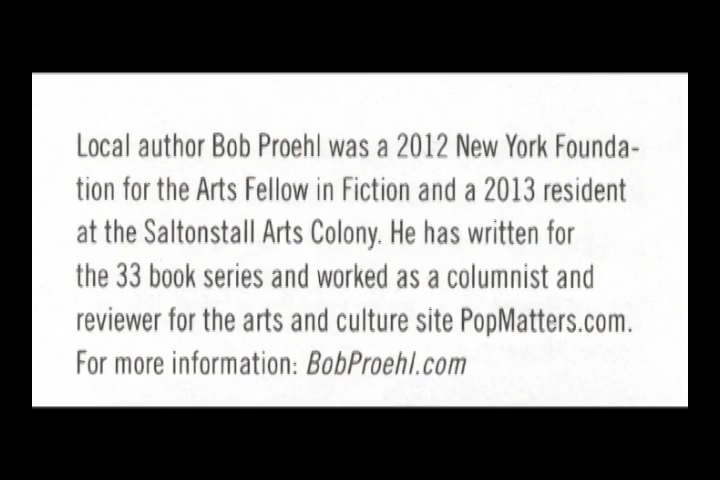 Local author Bob Proehl was a 2012 New York Founda-
tion for the Arts Fellow in Fiction and a 2013 resident
at the Saltonstall Arts Colony. He has written for
the 33 book series and worked as a columnist and
reviewer for the arts and culture site PopMatters.com.
For more information: BobProehl.com